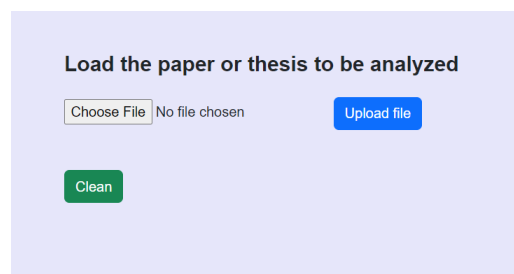 Load the paper or thesis to be analyzed
Choose File No file chosen Upload file
Clean